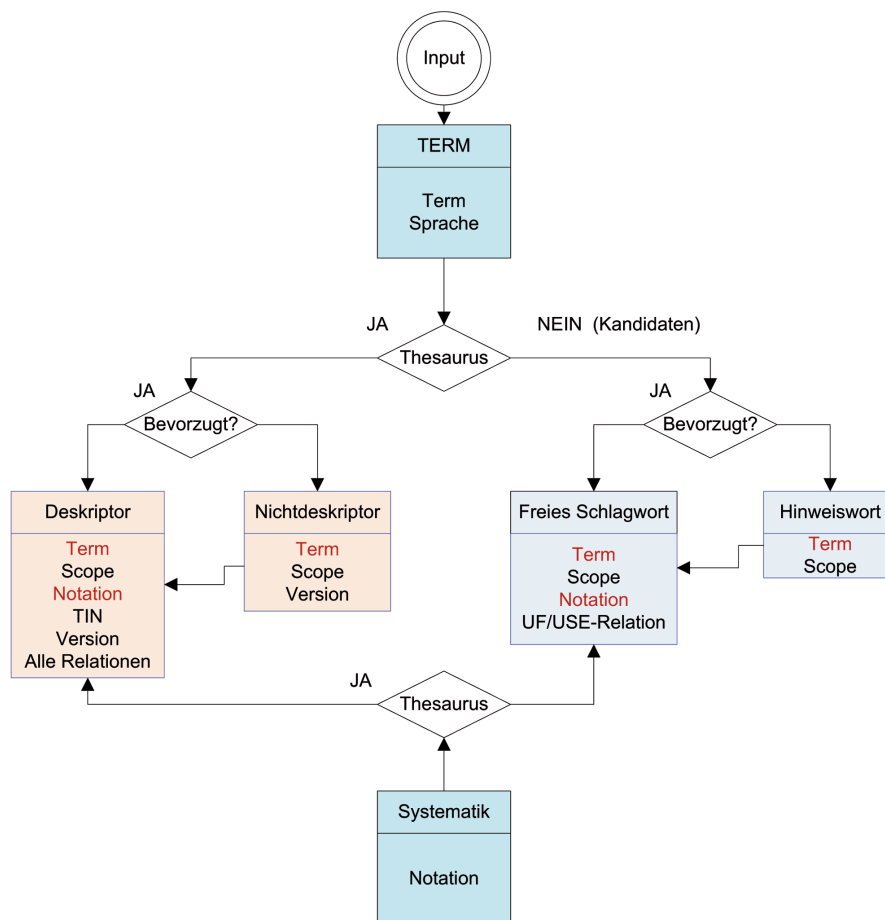 Input
TERM
Term
Sprache
JA
NEIN (Kandidaten)
Thesaurus
JA
JA
Bevorzugt?
Bevorzugt?
Deskriptor
Term
Scope
Notation
TIN
Version
Alle Relationen
Nichtdeskriptor
Term
Scope
Version
Freies Schlagwort
Term
Scope
Notation
UF/USE-Relation
Hinweiswort
Term
Scope
JA
Thesaurus
Systematik
Notation